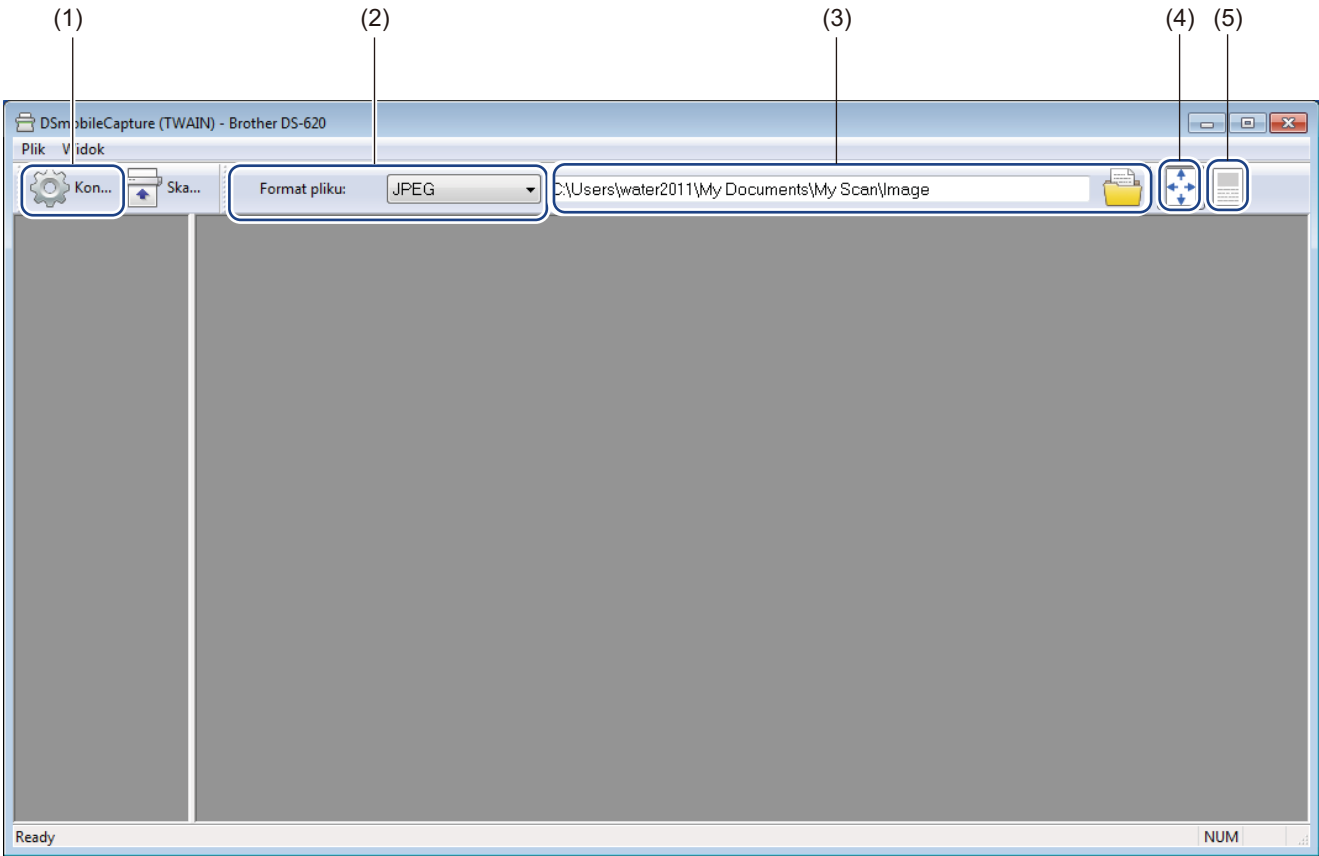 (1) (2) (3) (4) (5)
DSmobileCapture (TWAIN) - Brother DS-620
Plik Widok
Kon... Ska... Format pliku: JPEG C:\Users\water2011\My Documents\My Scan\Image
Ready NUM